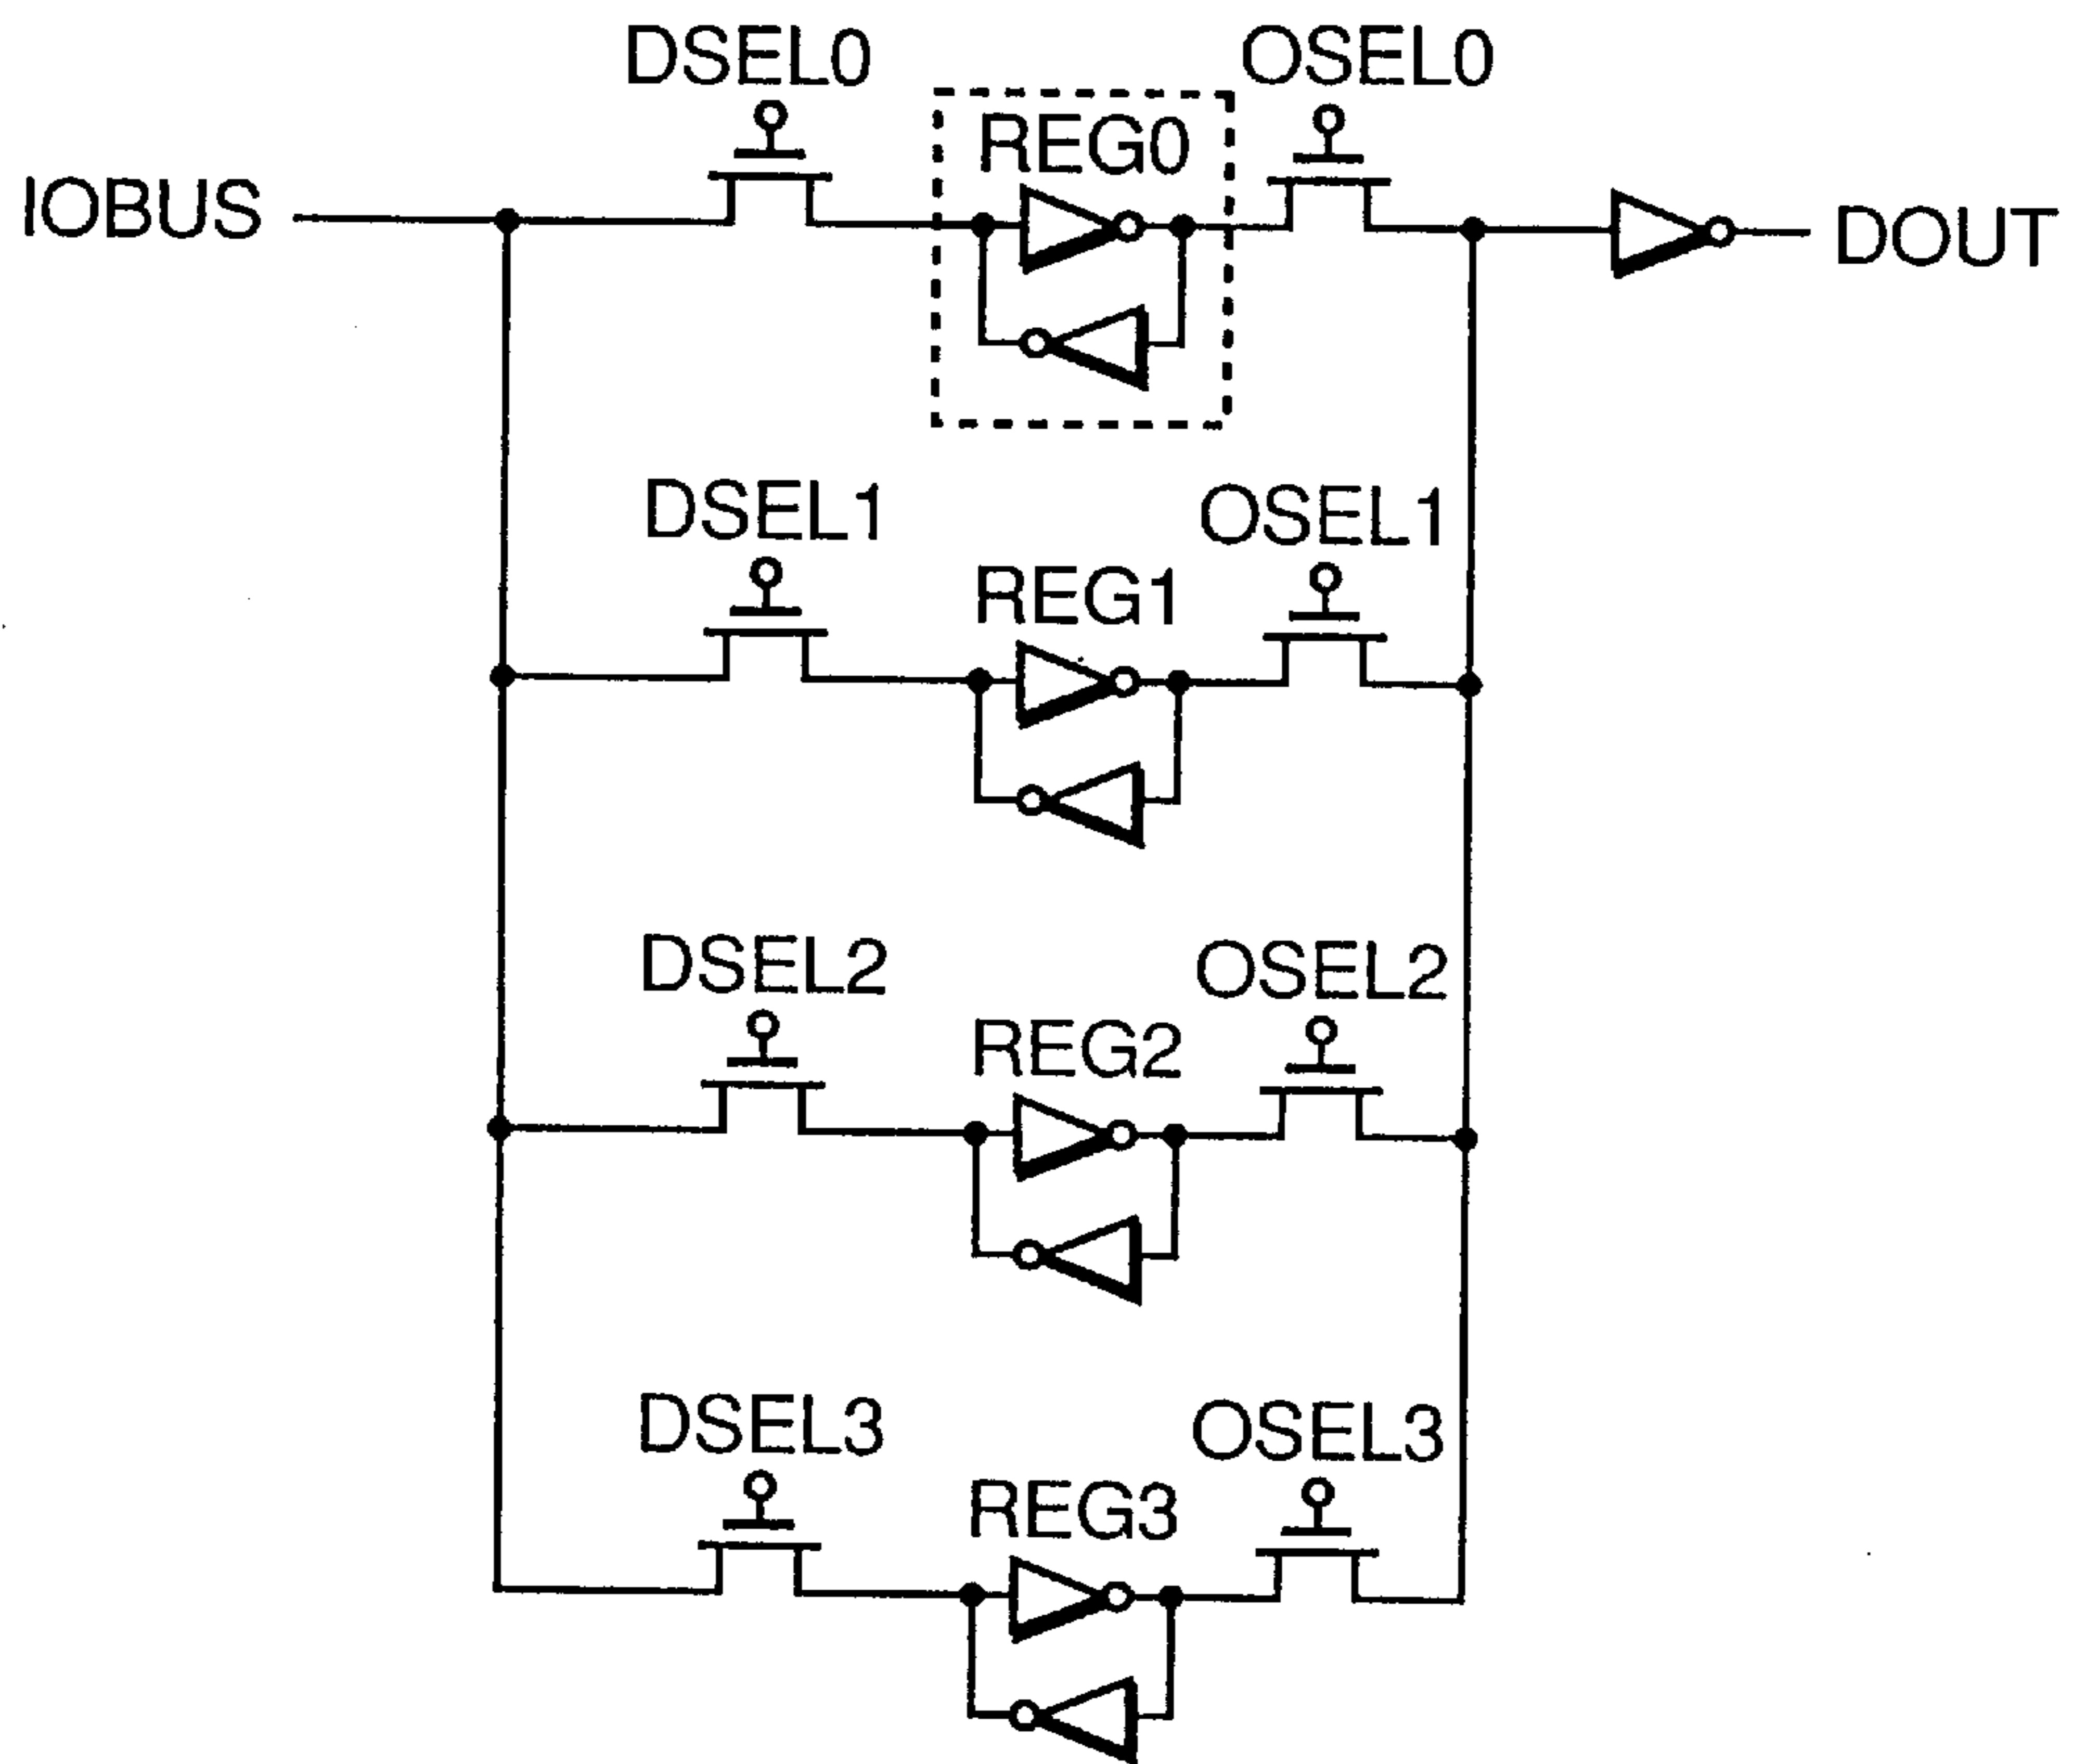 DSEL0
OSEL0
REG0
IOBUS
DOUT
DSEL1
OSEL1
REG1
DSEL2
OSEL2
REG2
DSEL3
OSEL3
REG3